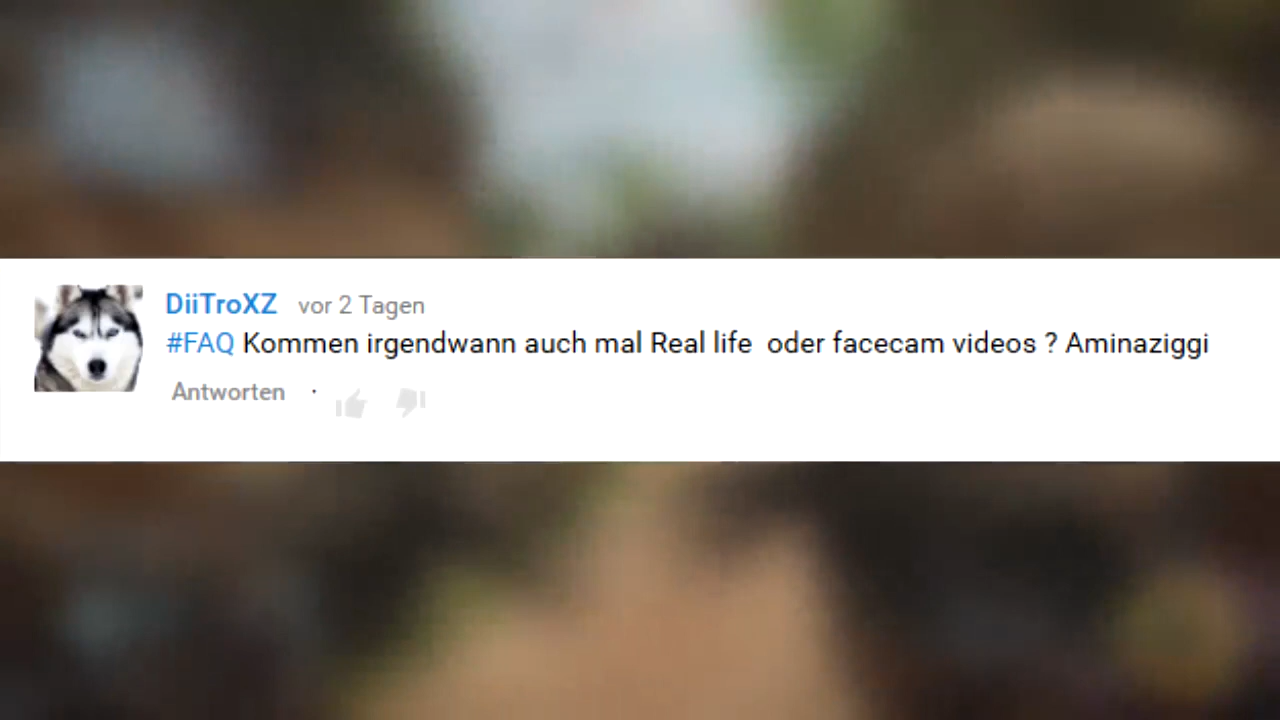 DiiTroXZ vor 2 Tagen
#FAQ Kommen irgendwann auch mal Real life  oder facecam videos ? Aminaziggi
Antworten ·